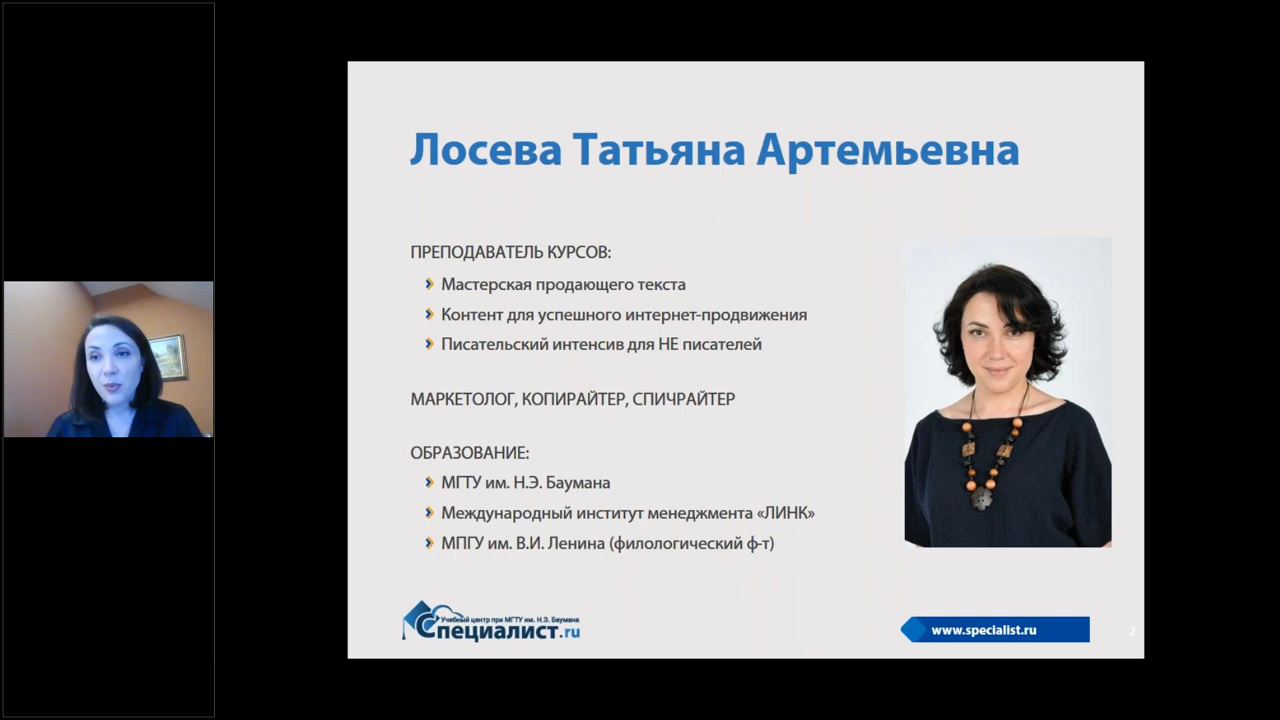 Лосева Татьяна Артемьевна
ПРЕПОДАВАТЕЛЬ КУРСОВ:
Мастерская продающего текста
Контент для успешного интернет-продвижения
Писательский интенсив для НЕ писателей
МАРКЕТОЛОГ, КОПИРАЙТЕР, СПИЧРАЙТЕР
ОБРАЗОВАНИЕ:
МГТУ им. Н.Э. Баумана
Международный институт менеджмента «ЛИНК»
МПГУ им. В.И. Ленина (филологический ф-т)
Учебный центр при МГТУ им. Н.Э. Баумана
Специалист.ru
www.specialist.ru
2